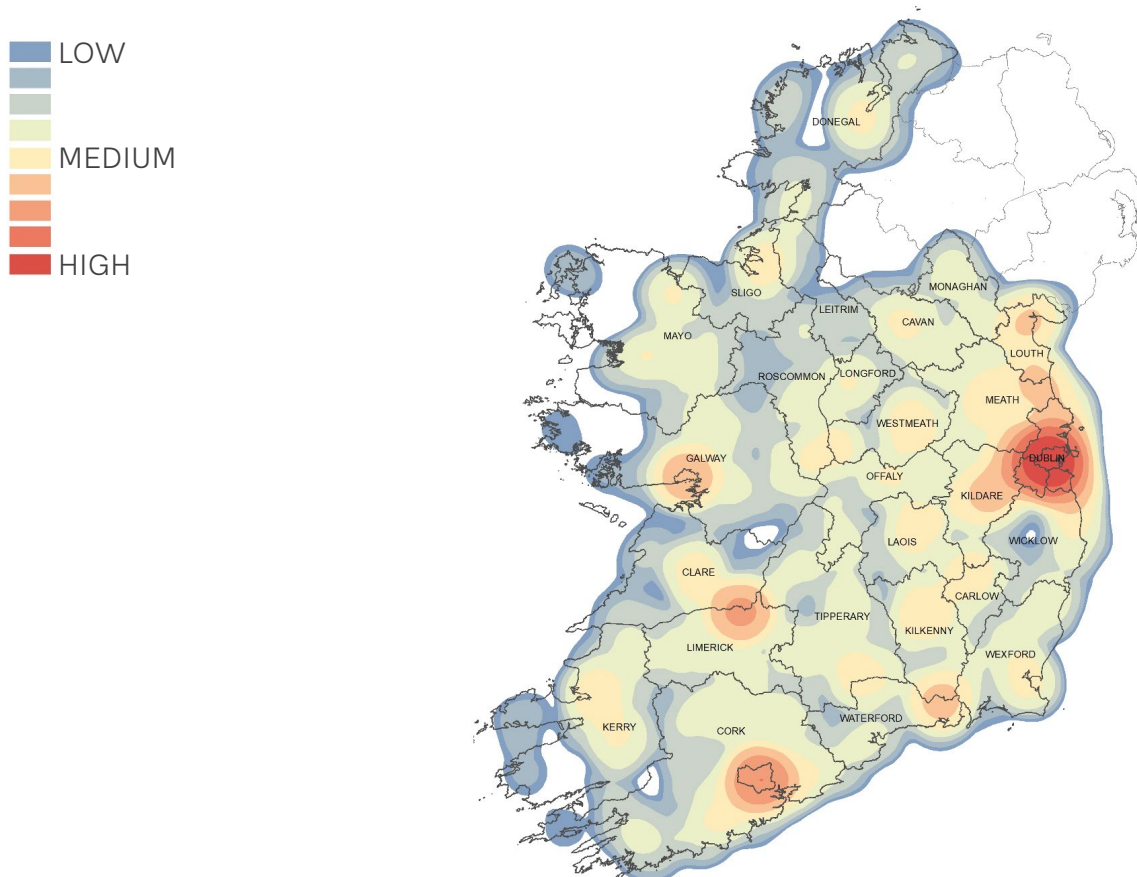 LOW
MEDIUM
HIGH
DONEGAL
SLIGO
LEITRIM
MONAGHAN
CAVAN
MAYO
LOUTH
ROSCOMMON
LONGFORD
MEATH
WESTMEATH
GALWAY
DUBLIN
OFFALY
KILDARE
LAOIS
WICKLOW
CLARE
CARLOW
TIPPERARY
KILKENNY
LIMERICK
WEXFORD
WATERFORD
KERRY
CORK